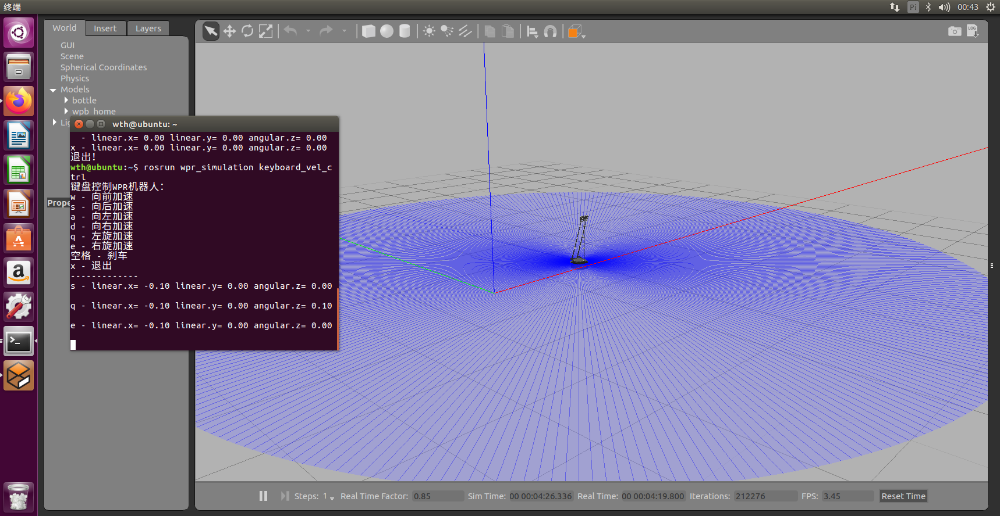 终端
Pi
00:43
World
Insert
Layers
LOG
GUI
Scene
Spherical Coordinates
Physics
Models
bottle
wpb_home
wth@ubuntu: ~
- linear.x= 0.00 linear.y= 0.00 angular.z= 0.00
x - linear.x= 0.00 linear.y= 0.00 angular.z= 0.00
退出!
wth@ubuntu:~$ rosrun wpr_simulation keyboard_vel_c
trl
键盘控制WPR机器人:
w - 向前加速
s - 向后加速
a - 向左加速
d - 向右加速
q - 左旋加速
e - 右旋加速
空格 - 刹车
x - 退出
-------------
s - linear.x= -0.10 linear.y= 0.00 angular.z= 0.00
q - linear.x= -0.10 linear.y= 0.00 angular.z= 0.10
e - linear.x= -0.10 linear.y= 0.00 angular.z= 0.00
Steps: 1 Real Time Factor: 0.85 Sim Time: 00 00:04:26.336 Real Time: 00 00:04:19.800 Iterations: 212276 FPS: 3.45 Reset Time